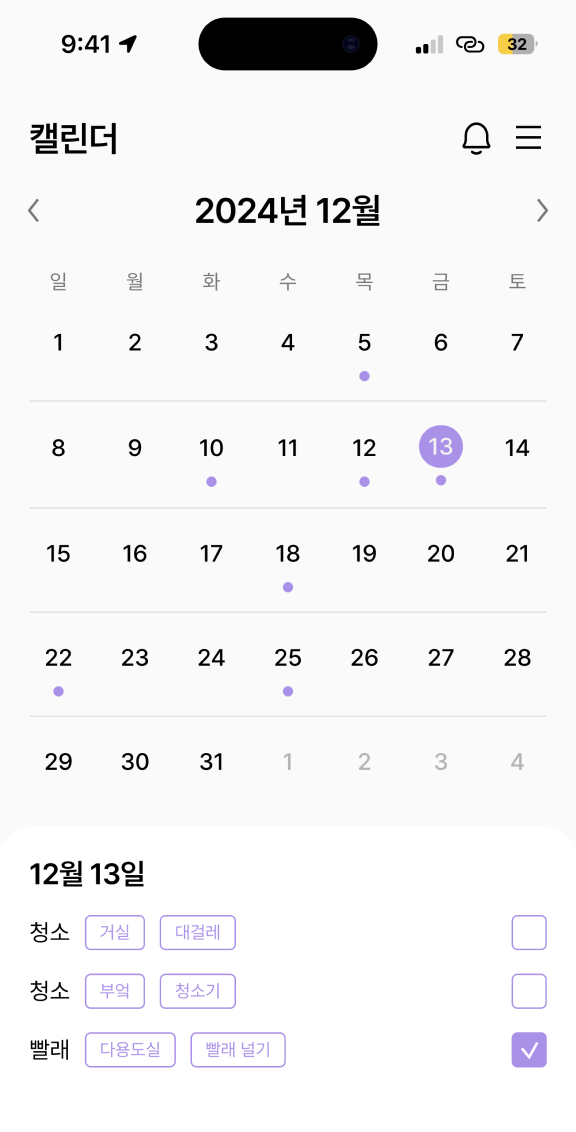 9:41
32
캘린더
2024년 12월
일 월 화 수 목 금 토
1 2 3 4 5 6 7
8 9 10 11 12 13 14
15 16 17 18 19 20 21
22 23 24 25 26 27 28
29 30 31 1 2 3 4
12월 13일
청소 거실 대걸레
청소 부엌 청소기
빨래 다용도실 빨래 널기